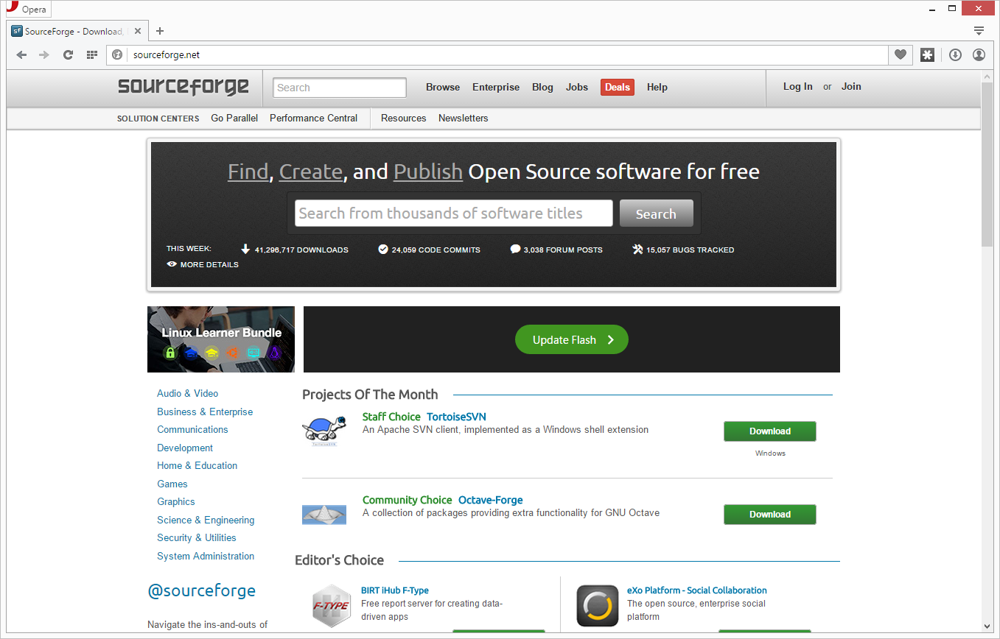 Opera
SourceForge - Download,
sourceforge.net
sourceforge
Search
Browse Enterprise Blog Jobs Deals Help
Log In or Join
SOLUTION CENTERS Go Parallel Performance Central Resources Newsletters
Find, Create, and Publish Open Source software for free
Search from thousands of software titles Search
THIS WEEK: 41,296,717 DOWNLOADS 24,059 CODE COMMITS 3,038 FORUM POSTS 15,057 BUGS TRACKED
MORE DETAILS
Linux Learner Bundle
Update Flash
Audio & Video
Business & Enterprise
Communications
Development
Home & Education
Games
Graphics
Science & Engineering
Security & Utilities
System Administration
@sourceforge
Navigate the ins-and-outs of
Projects Of The Month
Staff Choice TortoiseSVN
An Apache SVN client, implemented as a Windows shell extension
TortoiseSVN
Download
Windows
Community Choice Octave-Forge
A collection of packages providing extra functionality for GNU Octave
Download
Editor's Choice
F-TYPE
BIRT iHub F-Type
Free report server for creating data-
driven apps
eXo Platform - Social Collaboration
The open source, enterprise social
platform